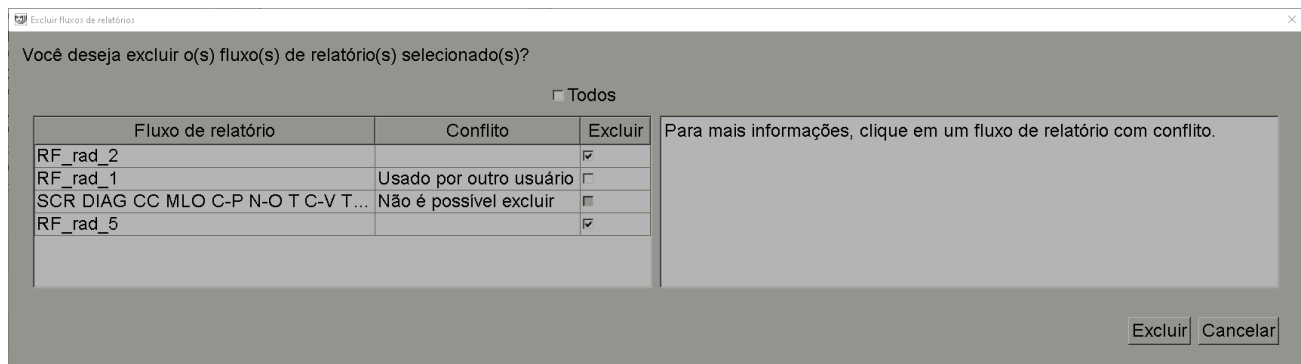 Excluir fluxos de relatórios
Você deseja excluir o(s) fluxo(s) de relatório(s) selecionado(s)?
Todos
Fluxo de relatório Conflito Excluir
RF_rad_2
RF_rad_1 Usado por outro usuário
SCR DIAG CC MLO C-P N-O T C-V T... Não é possível excluir
RF_rad_5
Para mais informações, clique em um fluxo de relatório com conflito.
Excluir Cancelar